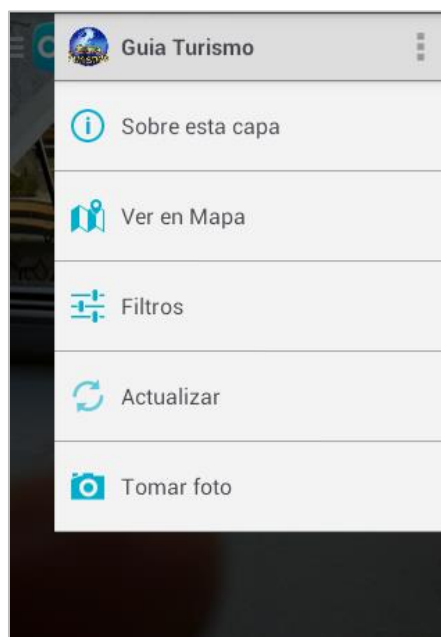 Guia Turismo
Sobre esta capa
Ver en Mapa
Filtros
Actualizar
Tomar foto